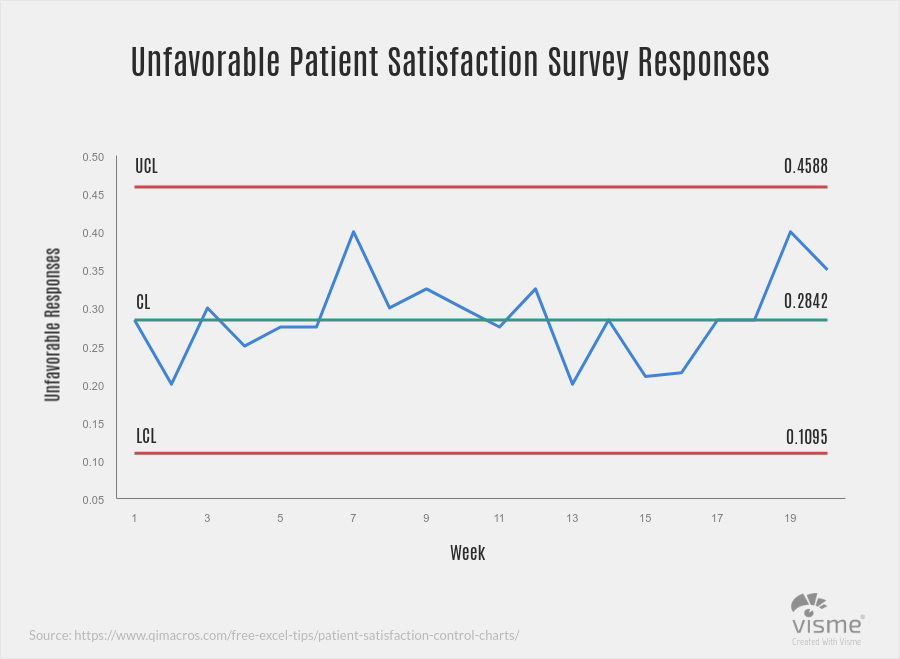 Unfavorable Patient Satisfaction Survey Responses
0.50
UCL 0.4588
0.45
0.40
0.35
CL 0.2842
0.30
Unfavorable Responses
0.25
0.20
0.15
LCL 0.1095
0.10
0.05
1 3 5 7 9 11 13 15 17 19
Week
visme®
Created With Visme
Source: https://www.qimacros.com/free-excel-tips/patient-satisfaction-control-charts/